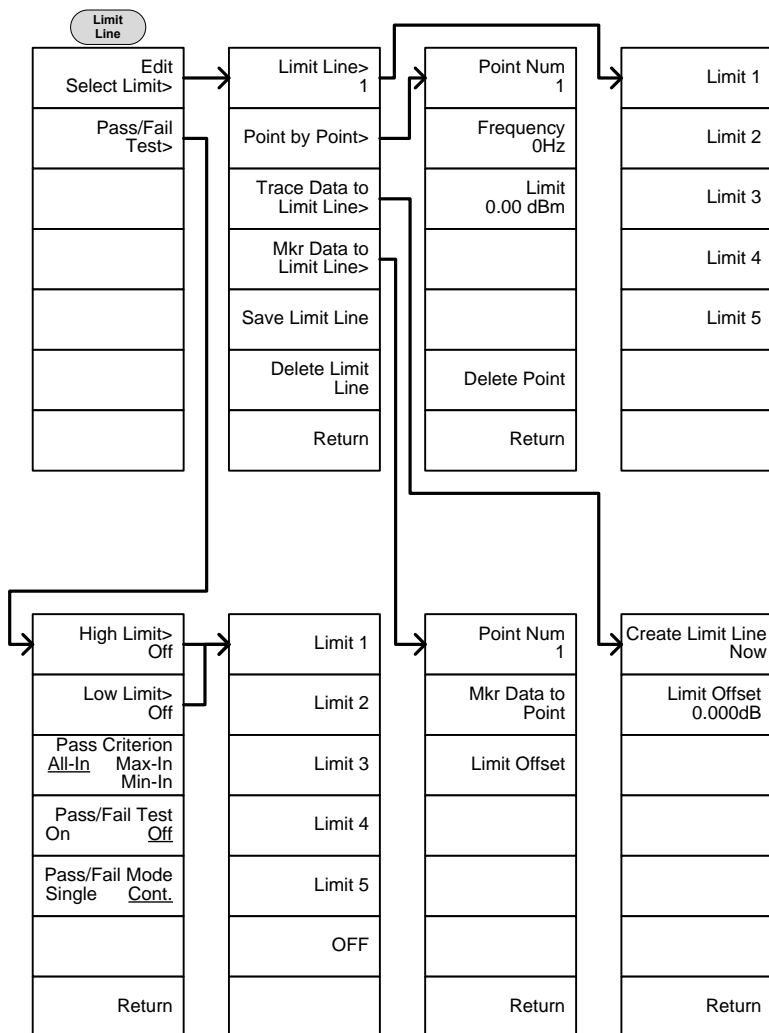 Limit
Line
Edit
Select Limit>
Pass/Fail
Test>
Limit Line>
1
Point by Point>
Trace Data to
Limit Line>
Mkr Data to
Limit Line>
Save Limit Line
Delete Limit
Line
Return
Point Num
1
Frequency
0Hz
Limit
0.00 dBm
Delete Point
Return
Limit 1
Limit 2
Limit 3
Limit 4
Limit 5
High Limit>
Off
Low Limit>
Off
Pass Criterion
All-In Max-In
Min-In
Pass/Fail Test
On Off
Pass/Fail Mode
Single Cont.
Return
Limit 1
Limit 2
Limit 3
Limit 4
Limit 5
OFF
Point Num
1
Mkr Data to
Point
Limit Offset
Return
Create Limit Line
Now
Limit Offset
0.000dB
Return